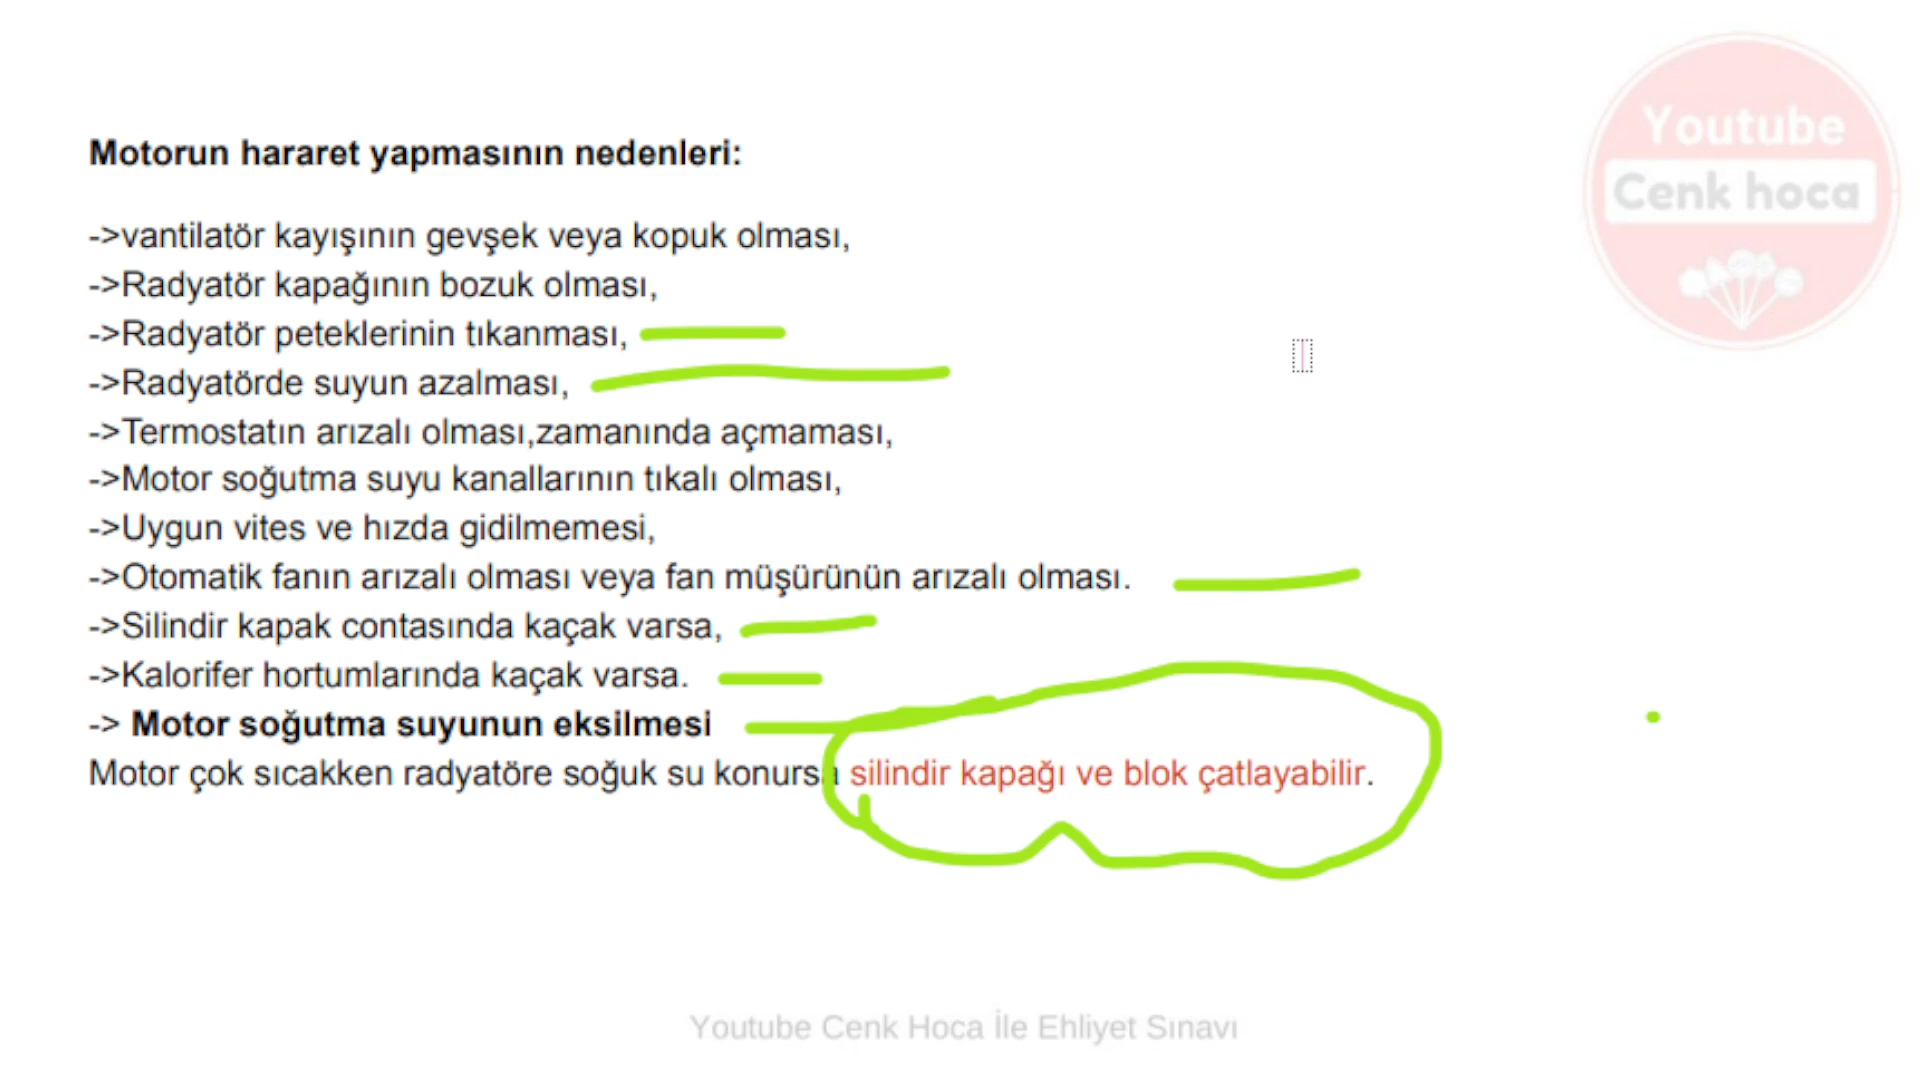 Youtube
Cenk hoca
Motorun hararet yapmasının nedenleri:
->vantilatör kayışının gevşek veya kopuk olması,
->Radyatör kapağının bozuk olması,
->Radyatör peteklerinin tıkanması,
->Radyatörde suyun azalması,
->Termostatın arızalı olması,zamanında açmaması,
->Motor soğutma suyu kanallarının tıkalı olması,
->Uygun vites ve hızda gidilmemesi,
->Otomatik fanın arızalı olması veya fan müşürünün arızalı olması.
->Silindir kapak contasında kaçak varsa,
->Kalorifer hortumlarında kaçak varsa.
-> Motor soğutma suyunun eksilmesi
Motor çok sıcakken radyatöre soğuk su konursa silindir kapağı ve blok çatlayabilir.
Youtube Cenk Hoca İle Ehliyet Sınavı